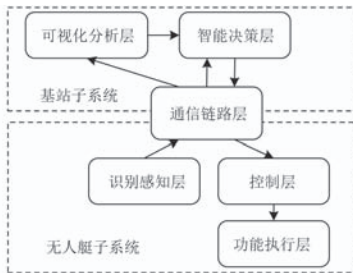 可视化分析层
智能决策层
基站子系统
通信链路层
识别感知层
控制层
无人艇子系统
功能执行层